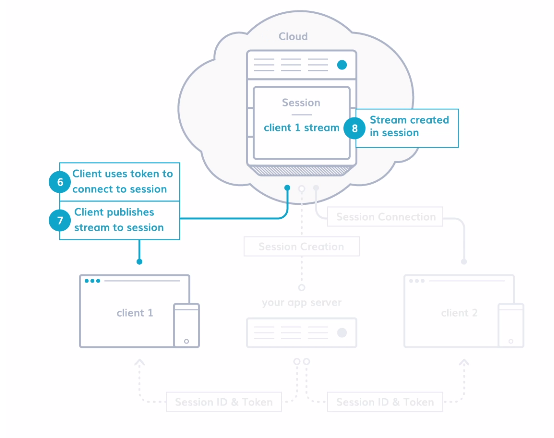 Cloud
Session
client 1 stream
8
Stream created
in session
6
Client uses token to
connect to session
7
Client publishes
stream to session
Session Connection
Session Creation
client 1
your app server
client 2
Session ID & Token
Session ID & Token